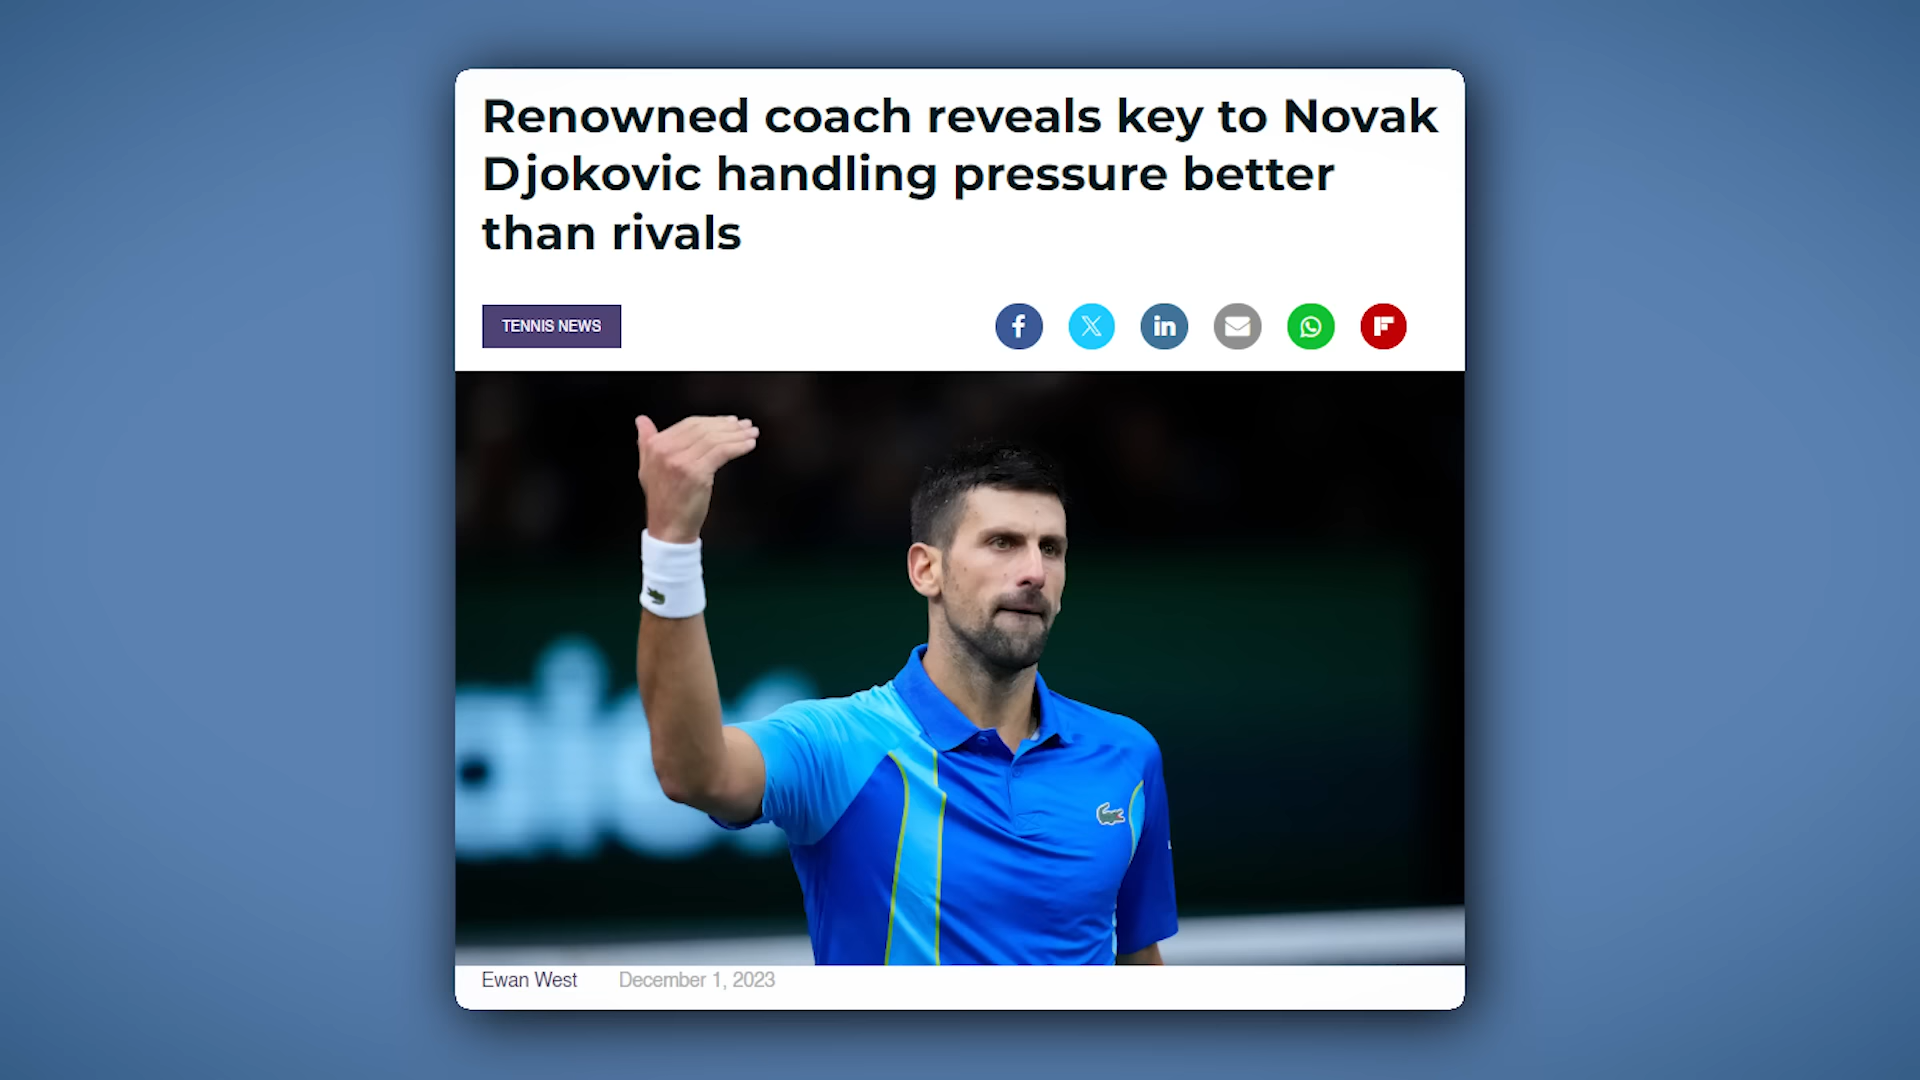 Renowned coach reveals key to Novak
Djokovic handling pressure better
than rivals
TENNIS NEWS
Ewan West December 1, 2023